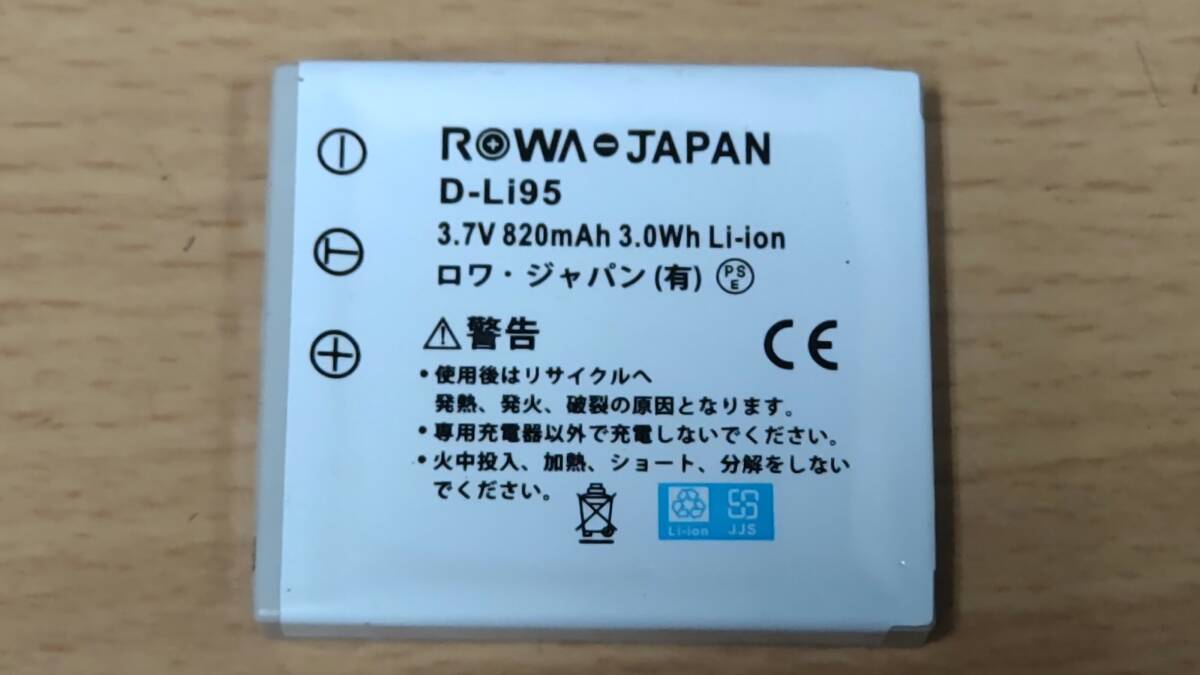 ROWA JAPAN
D-Li95
3.7V 820mAh 3.0Wh Li-ion
ロワ・ジャパン(有) PSE
⚠警告
・使用後はリサイクルへ
発熱、発火、破裂の原因となります。
・専用充電器以外で充電しないでください。
・火中投入、加熱、ショート、分解をしない
でください。
CE
T
Li-ion JJS